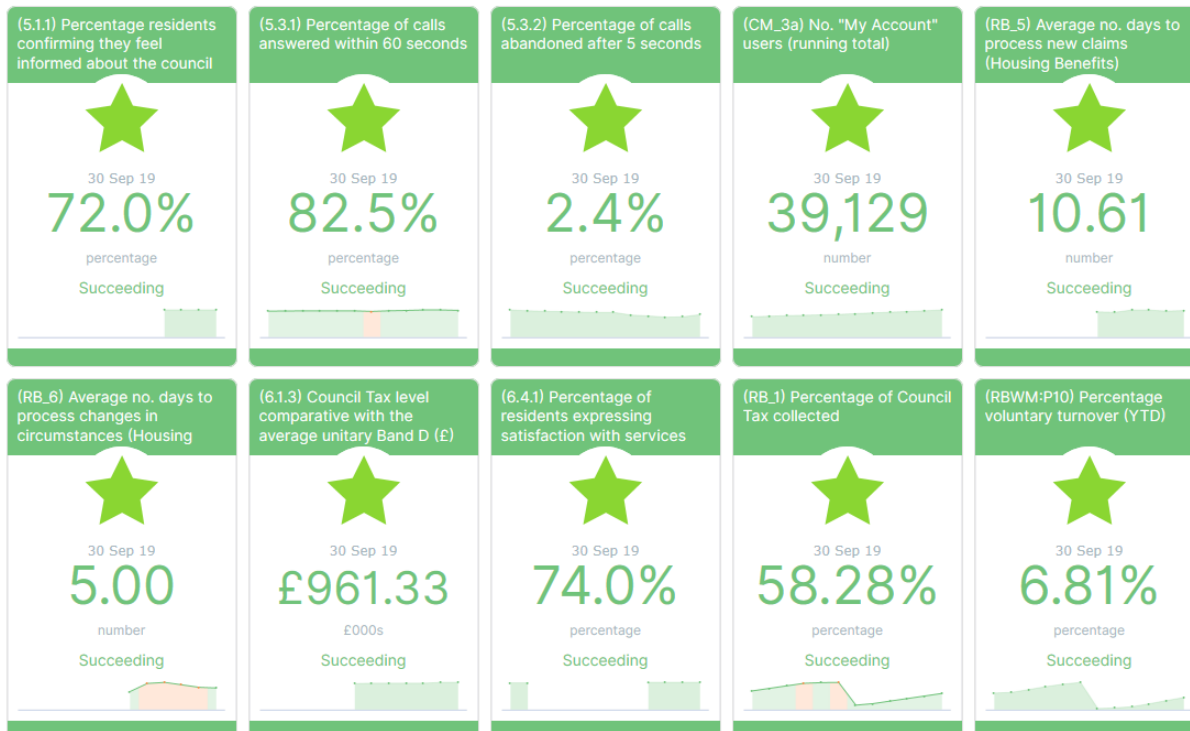 (5.1.1) Percentage residents
confirming they feel
informed about the council
30 Sep 19
72.0%
percentage
Succeeding
(5.3.1) Percentage of calls
answered within 60 seconds
30 Sep 19
82.5%
percentage
Succeeding
(5.3.2) Percentage of calls
abandoned after 5 seconds
30 Sep 19
2.4%
percentage
Succeeding
(CM_3a) No. "My Account"
users (running total)
30 Sep 19
39,129
number
Succeeding
(RB_5) Average no. days to
process new claims
(Housing Benefits)
30 Sep 19
10.61
number
Succeeding
(RB_6) Average no. days to
process changes in
circumstances (Housing
30 Sep 19
5.00
number
Succeeding
(6.1.3) Council Tax level
comparative with the
average unitary Band D (£)
30 Sep 19
£961.33
£000s
Succeeding
(6.4.1) Percentage of
residents expressing
satisfaction with services
30 Sep 19
74.0%
percentage
Succeeding
(RB_1) Percentage of Council
Tax collected
30 Sep 19
58.28%
percentage
Succeeding
(RBWM:P10) Percentage
voluntary turnover (YTD)
30 Sep 19
6.81%
percentage
Succeeding